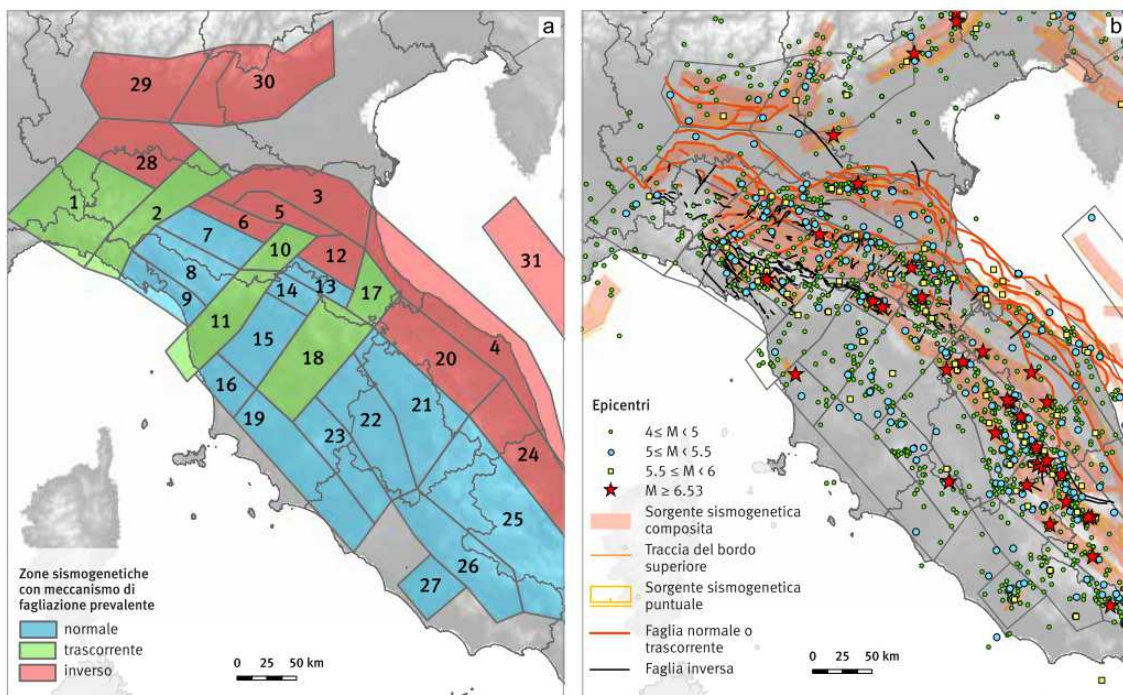 a
29
30
28
1
2
3
5
6
7
10
12
31
8
14
13
17
9
11
15
4
18
20
16
19
22
21
23
24
25
26
27
Zone sismogenetiche
con meccanismo di
fagliazione prevalente
normale
trascorrente
inverso
0 25 50 km
b
Epicentri
4≤ M < 5
5≤ M < 5.5
5.5 ≤ M < 6
M ≥ 6.53
Sorgente sismogenetica
composita
Traccia del bordo
superiore
Sorgente sismogenetica
puntuale
Faglia normale o
trascorrente
Faglia inversa
0 25 50 km